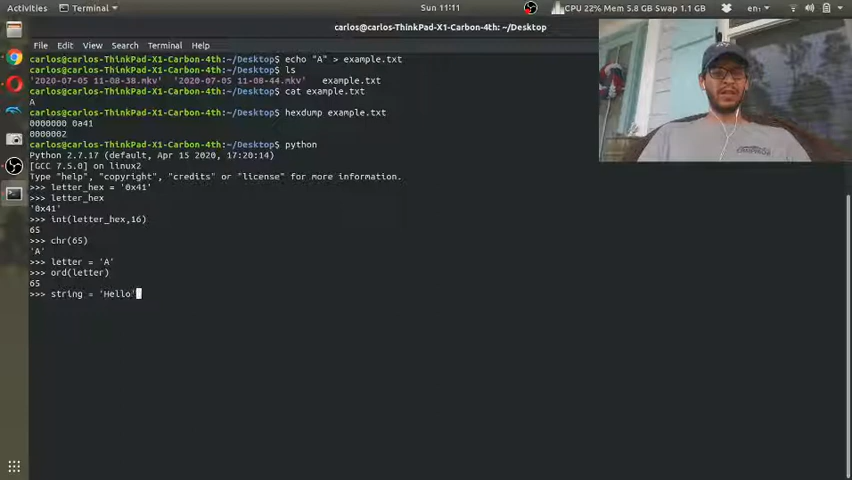 Activities
Terminal
Sun 11:11
CPU 22% Mem 5.8 GB Swap 1.1 GB
en
carlos@carlos-ThinkPad-X1-Carbon-4th: ~/Desktop
File Edit View Search Terminal Help
carlos@carlos-ThinkPad-X1-Carbon-4th:~/Desktop$ echo "A" > example.txt
carlos@carlos-ThinkPad-X1-Carbon-4th:~/Desktop$ ls
'2020-07-05 11-08-38.mkv' '2020-07-05 11-08-44.mkv' example.txt
carlos@carlos-ThinkPad-X1-Carbon-4th:~/Desktop$ cat example.txt
A
carlos@carlos-ThinkPad-X1-Carbon-4th:~/Desktop$ hexdump example.txt
0000000 0a41
0000002
carlos@carlos-ThinkPad-X1-Carbon-4th:~/Desktop$ python
Python 2.7.17 (default, Apr 15 2020, 17:20:14)
[GCC 7.5.0] on linux2
Type "help", "copyright", "credits" or "license" for more information.
>>> letter_hex = '0x41'
>>> letter_hex
'0x41'
>>> int(letter_hex,16)
65
>>> chr(65)
'A'
>>> letter = 'A'
>>> ord(letter)
65
>>> string = 'Hello'